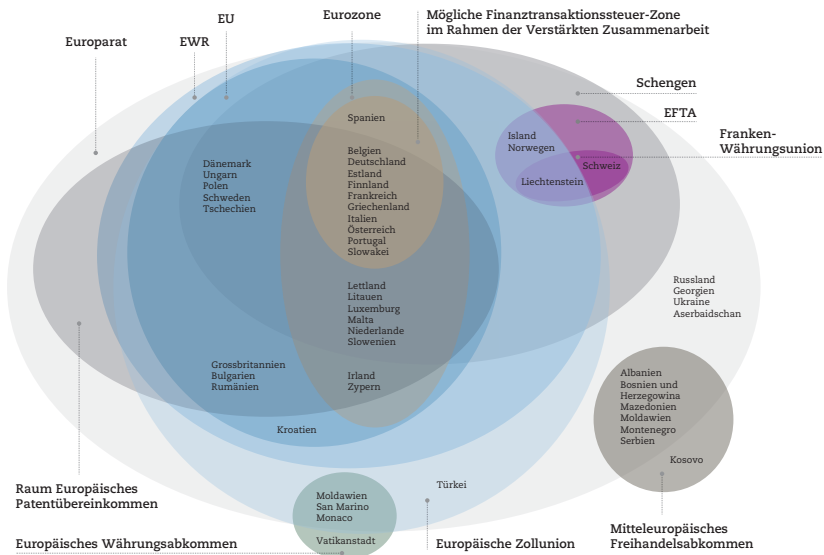 Europarat
EWR
EU
Eurozone
Mögliche Finanztransaktionssteuer-Zone
im Rahmen der Verstärkten Zusammenarbeit
Schengen
EFTA
Franken-
Währungsunion
Spanien
Belgien
Deutschland
Estland
Finnland
Frankreich
Griechenland
Italien
Österreich
Portugal
Slowakei
Dänemark
Ungarn
Polen
Schweden
Tschechien
Island
Norwegen
Schweiz
Liechtenstein
Lettland
Litauen
Luxemburg
Malta
Niederlande
Slowenien
Russland
Georgien
Ukraine
Aserbaidschan
Grossbritannien
Bulgarien
Rumänien
Irland
Zypern
Kroatien
Albanien
Bosnien und
Herzegowina
Mazedonien
Moldawien
Montenegro
Serbien
Kosovo
Türkei
Moldawien
San Marino
Monaco
Vatikanstadt
Raum Europäisches
Patentübereinkommen
Europäisches Währungsabkommen
Europäische Zollunion
Mitteleuropäisches
Freihandelsabkommen